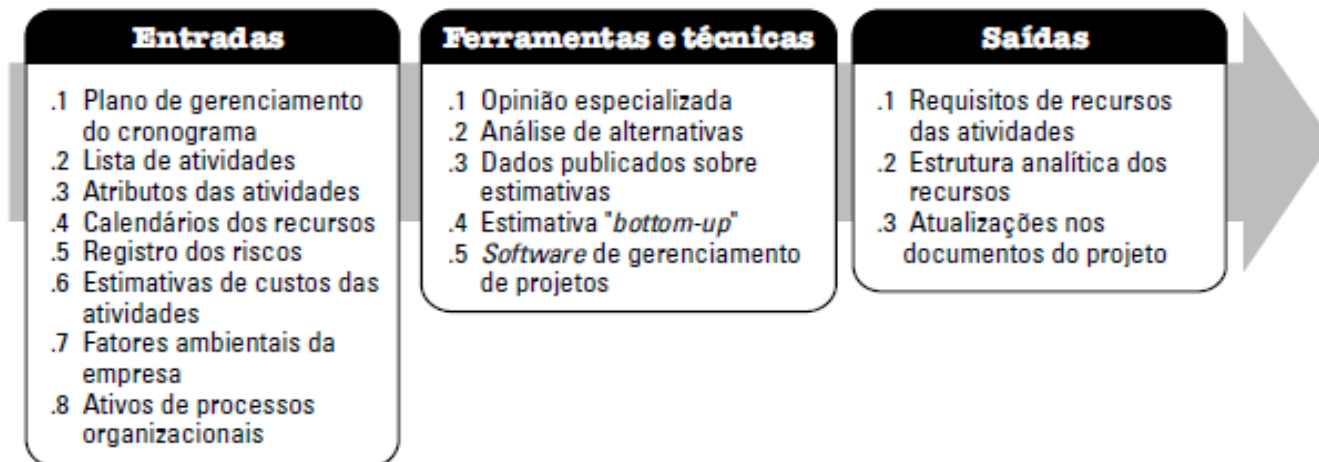 Entradas
.1 Plano de gerenciamento
do cronograma
.2 Lista de atividades
.3 Atributos das atividades
.4 Calendários dos recursos
.5 Registro dos riscos
.6 Estimativas de custos das
atividades
.7 Fatores ambientais da
empresa
.8 Ativos de processos
organizacionais
Ferramentas e técnicas
.1 Opinião especializada
.2 Análise de alternativas
.3 Dados publicados sobre
estimativas
.4 Estimativa "bottom-up"
.5 Software de gerenciamento
de projetos
Saídas
.1 Requisitos de recursos
das atividades
.2 Estrutura analítica dos
recursos
.3 Atualizações nos
documentos do projeto